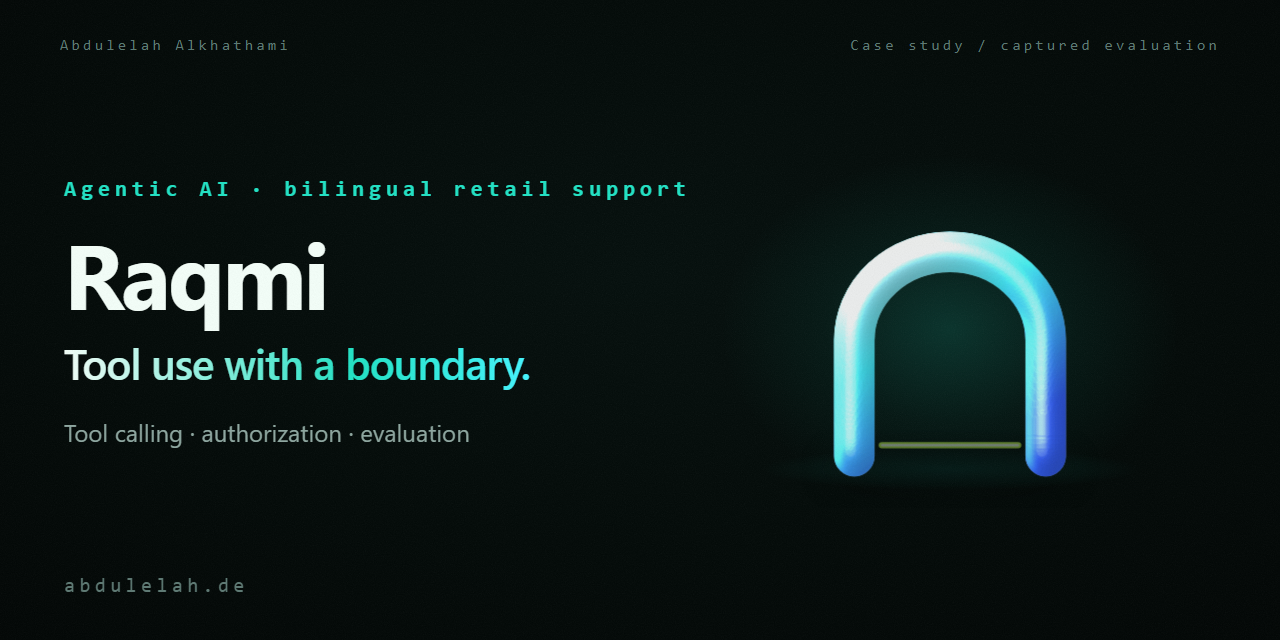 Abdulelah Alkhathami
Case study / captured evaluation
Agentic AI · bilingual retail support
Raqmi
Tool use with a boundary.
Tool calling · authorization · evaluation
abdulelah.de